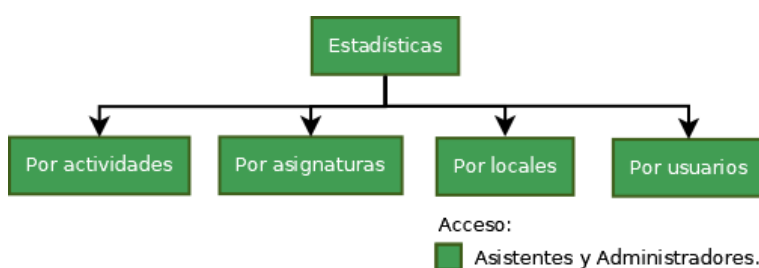 Estadísticas
Por actividades
Por asignaturas
Por locales
Por usuarios
Acceso:
Asistentes y Administradores.